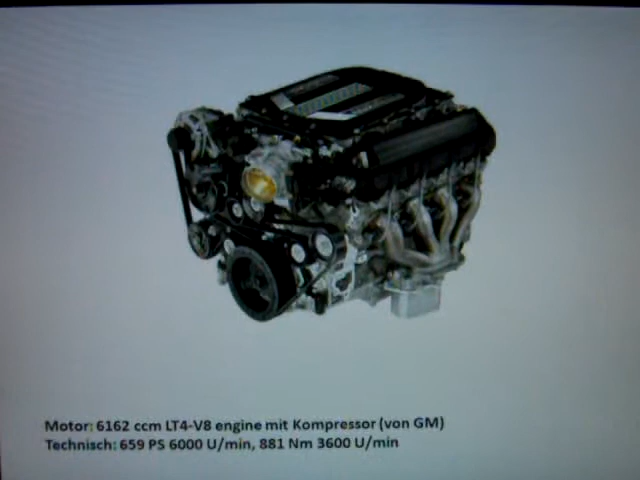 Motor: 6162 ccm LT4-V8 engine mit Kompressor (von GM)
Technisch: 659 PS 6000 U/min, 881 Nm 3600 U/min